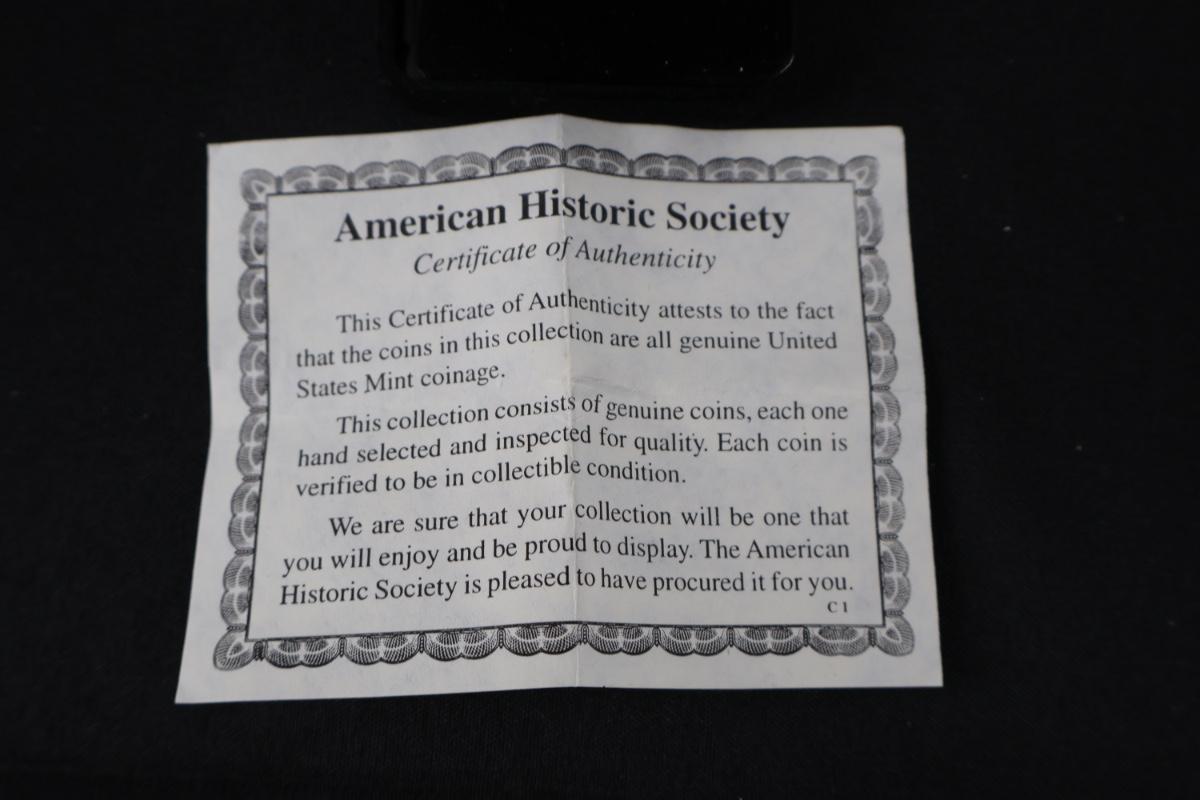 American Historic Society
Certificate of Authenticity
This Certificate of Authenticity attests to the fact
that the coins in this collection are all genuine United
States Mint coinage.
This collection consists of genuine coins, each one
hand selected and inspected for quality. Each coin is
verified to be in collectible condition.
We are sure that your collection will be one that
you will enjoy and be proud to display. The American
Historic Society is pleased to have procured it for you.
C1